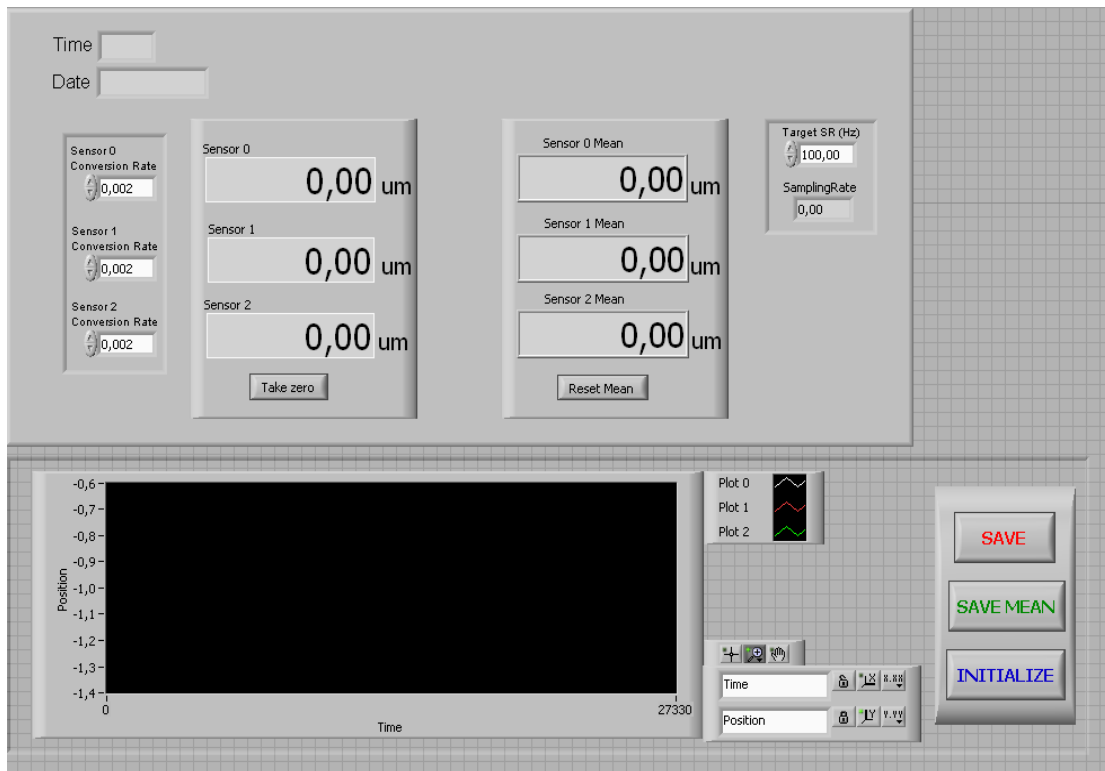 Time
Date
Sensor 0
Conversion Rate
0,002
Sensor 1
Conversion Rate
0,002
Sensor 2
Conversion Rate
0,002
Sensor 0
0,00 um
Sensor 1
0,00 um
Sensor 2
0,00 um
Take zero
Sensor 0 Mean
0,00 um
Sensor 1 Mean
0,00 um
Sensor 2 Mean
0,00 um
Reset Mean
Target SR (Hz)
100,00
SamplingRate
0,00
-0,6
-0,7
-0,8
-0,9
-1,0
-1,1
-1,2
-1,3
-1,4
Position
0
27330
Time
Plot 0
Plot 1
Plot 2
Time
X
X.XX
Position
Y
Y.YY
SAVE
SAVE MEAN
INITIALIZE